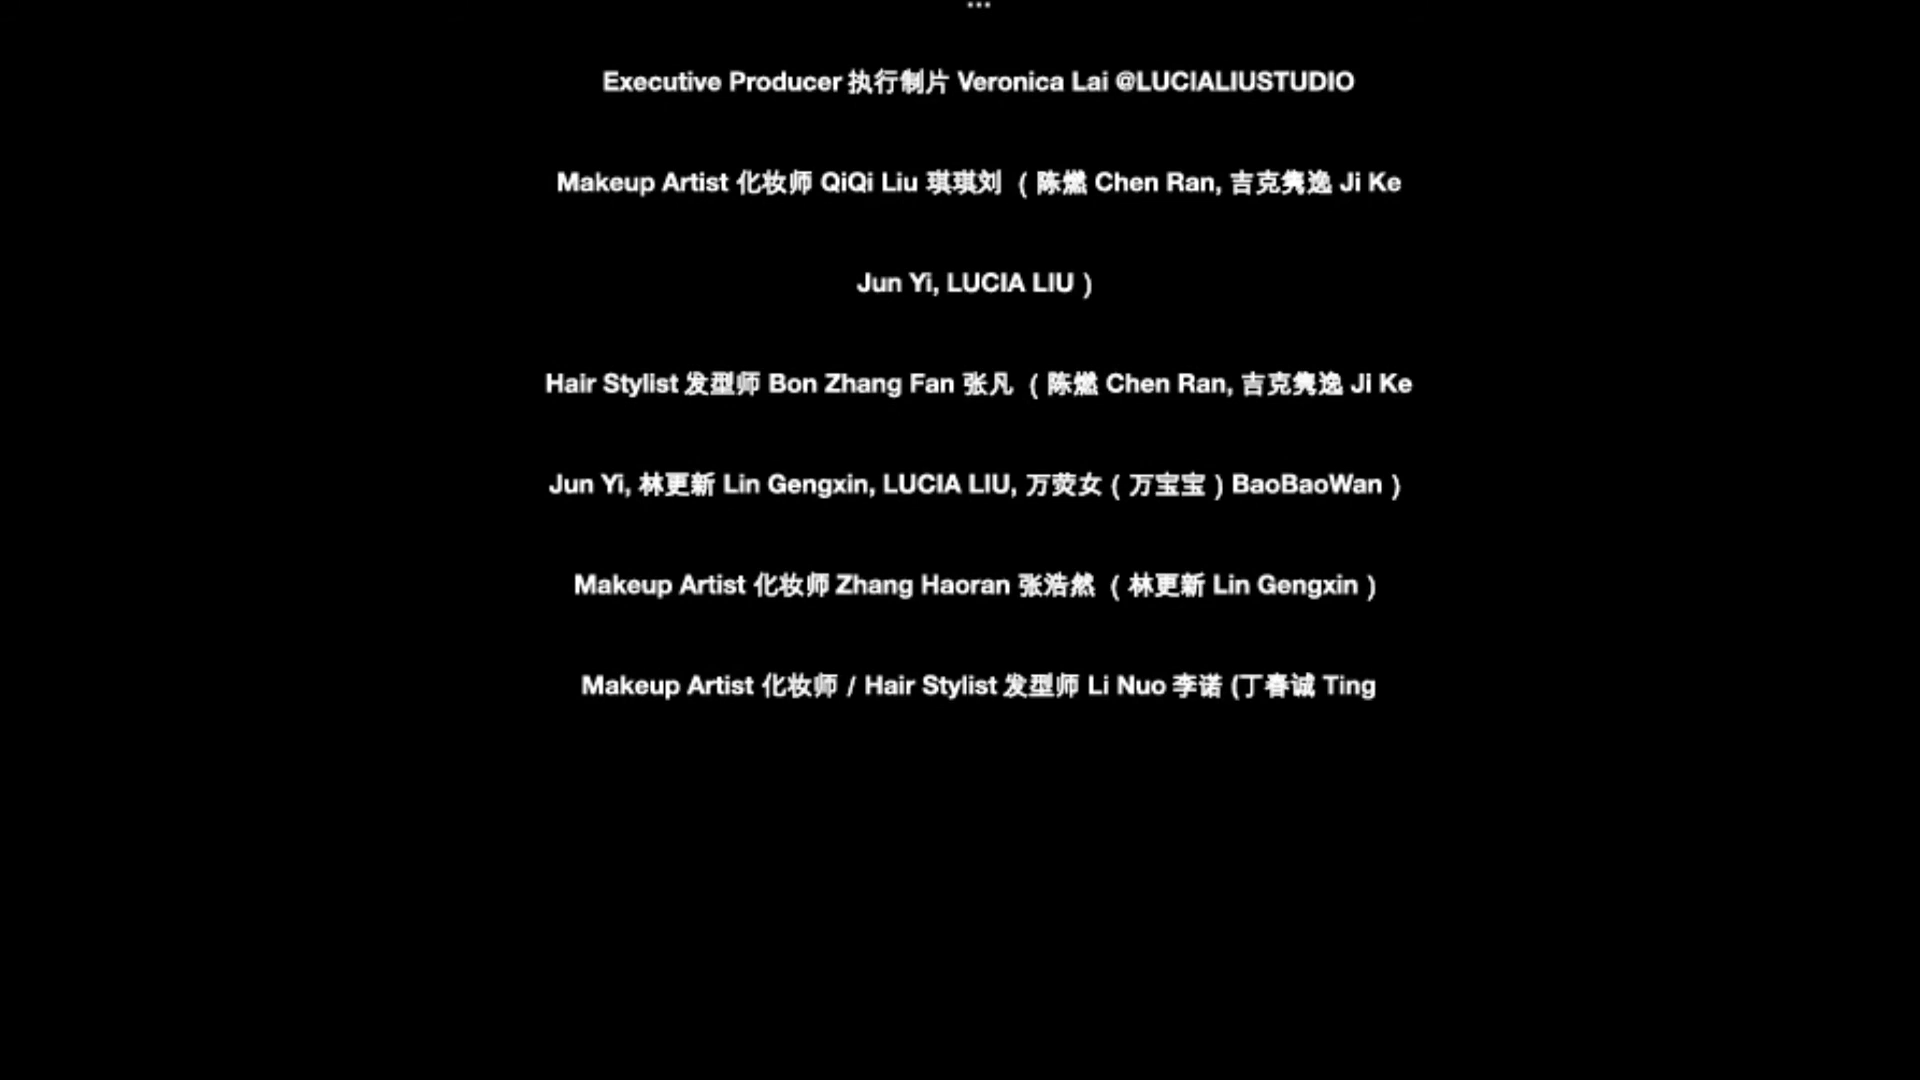 Executive Producer 执行制片 Veronica Lai @LUCIALIUSTUDIO
Makeup Artist 化妆师 QiQi Liu 琪琪刘 ( 陈燃 Chen Ran, 吉克隽逸 Ji Ke
Jun Yi, LUCIA LIU )
Hair Stylist 发型师 Bon Zhang Fan 张凡 ( 陈燃 Chen Ran, 吉克隽逸 Ji Ke
Jun Yi, 林更新 Lin Gengxin, LUCIA LIU, 万荧女 ( 万宝宝 ) BaoBaoWan )
Makeup Artist 化妆师 Zhang Haoran 张浩然 ( 林更新 Lin Gengxin )
Makeup Artist 化妆师 / Hair Stylist 发型师 Li Nuo 李诺 (丁春诚 Ting